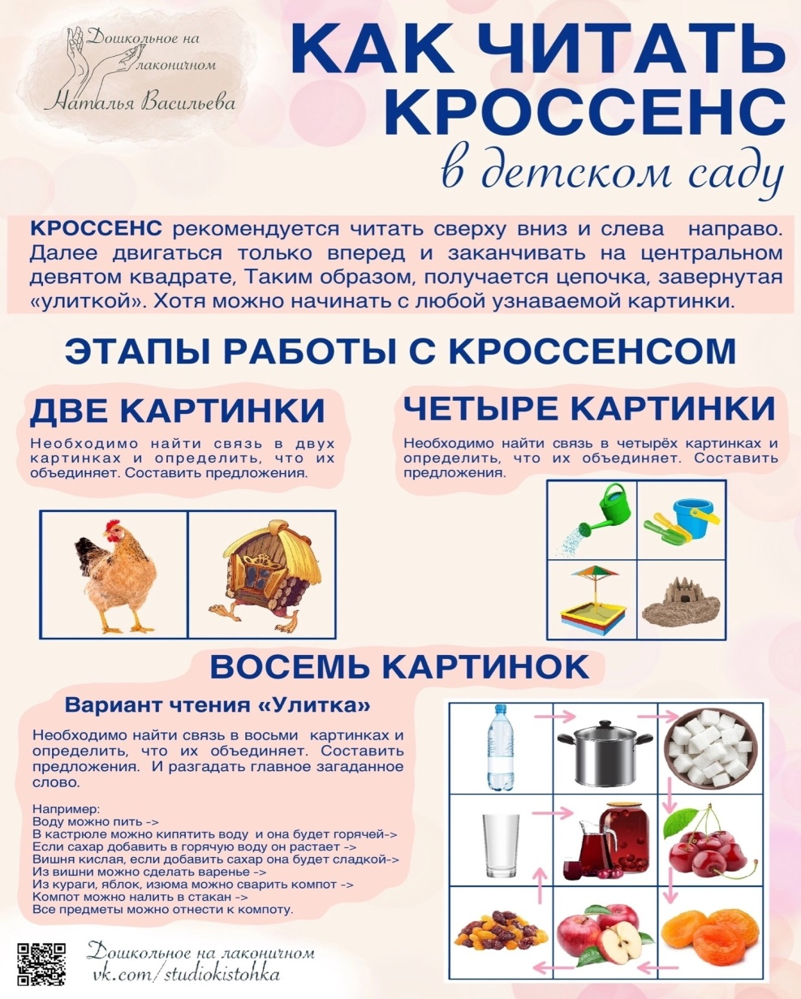 Дошкольное на
лаконичном
Наталья Васильева
КАК ЧИТАТЬ
КРОССЕНС
в детском саду
КРОССЕНС рекомендуется читать сверху вниз и слева направо.
Далее двигаться только вперед и заканчивать на центральном
девятом квадрате, Таким образом, получается цепочка, завернутая
«улиткой». Хотя можно начинать с любой узнаваемой картинки.
ЭТАПЫ РАБОТЫ С КРОССЕНСОМ
ДВЕ КАРТИНКИ
Необходимо найти связь в двух
картинках и определить, что их
объединяет. Составить предложения.
ЧЕТЫРЕ КАРТИНКИ
Необходимо найти связь в четырёх картинках и
определить, что их объединяет. Составить
предложения.
ВОСЕМЬ КАРТИНОК
Вариант чтения «Улитка»
Необходимо найти связь в восьми картинках и
определить, что их объединяет. Составить
предложения. И разгадать главное загаданное
слово.
Например:
Воду можно пить ->
В кастрюле можно кипятить воду и она будет горячей->
Если сахар добавить в горячую воду он растает ->
Вишня кислая, если добавить сахар она будет сладкой->
Из вишни можно сделать варенье ->
Из кураги, яблок, изюма можно сварить компот ->
Компот можно налить в стакан ->
Все предметы можно отнести к компоту.
Дошкольное на лаконичном
vk.com/studiokistohka